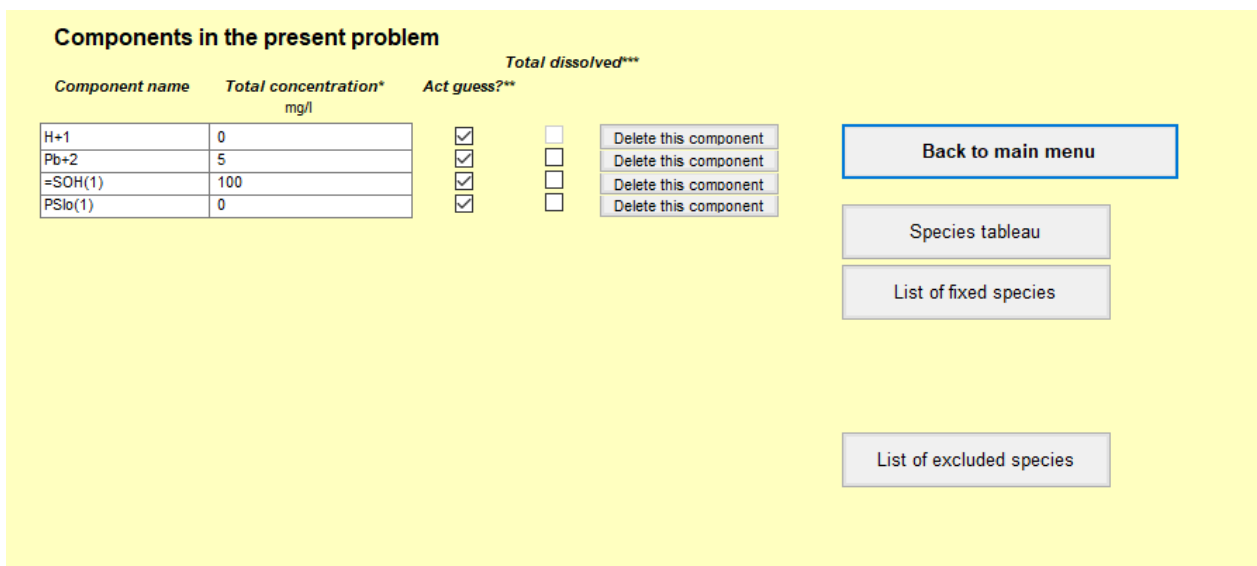 Components in the present problem
Total dissolved***
Component name Total concentration* Act guess?**
mg/l
H+1 0 Delete this component
Pb+2 5 Delete this component
=SOH(1) 100 Delete this component
PSIo(1) 0 Delete this component
Back to main menu
Species tableau
List of fixed species
List of excluded species